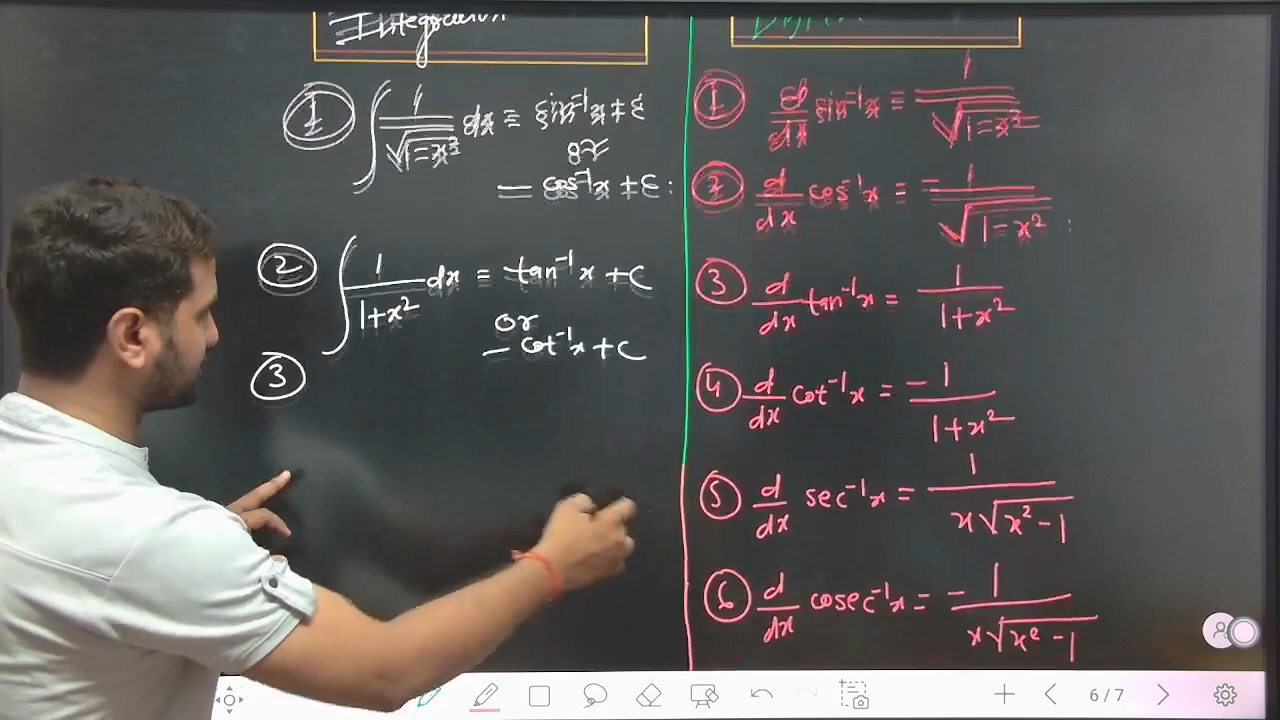 Integration
① ∫ 1/√(1-x²) dx = sin⁻¹x + c
or
= - cos⁻¹x + c
② ∫ 1/(1+x²) dx = tan⁻¹x + c
or
- cot⁻¹x + c
③
① d/dx sin⁻¹x = 1/√(1-x²)
② d/dx cos⁻¹x = -1/√(1-x²)
③ d/dx tan⁻¹x = 1/(1+x²)
④ d/dx cot⁻¹x = -1/(1+x²)
⑤ d/dx sec⁻¹x = 1/(x√(x²-1))
⑥ d/dx cosec⁻¹x = -1/(x√(x²-1))
6/7